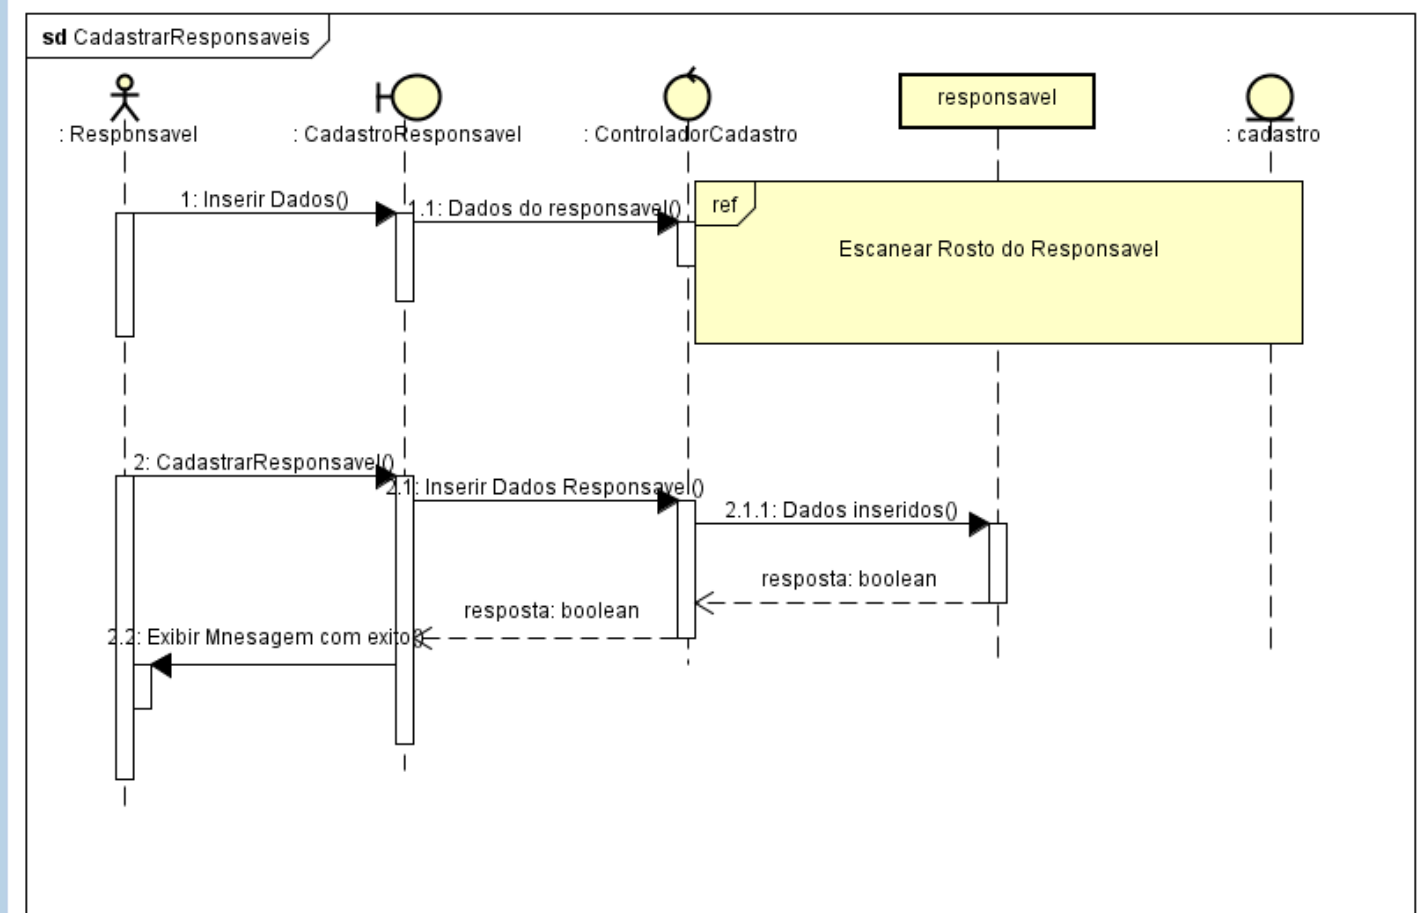 sd CadastrarResponsaveis
: Responsavel
: CadastroResponsavel
: ControladorCadastro
responsavel
: cadastro
1: Inserir Dados()
1.1: Dados do responsavel()
ref
Escanear Rosto do Responsavel
2: CadastrarResponsavel()
2.1: Inserir Dados Responsavel()
2.1.1: Dados inseridos()
resposta: boolean
resposta: boolean
2.2: Exibir Mnesagem com exito()